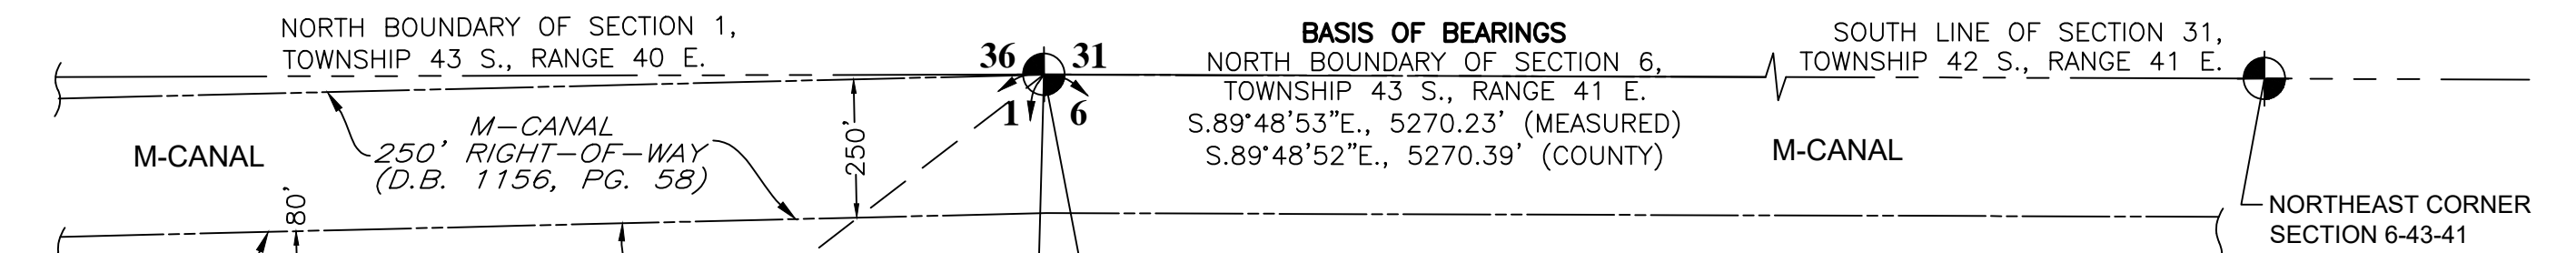 NORTH BOUNDARY OF SECTION 1,
TOWNSHIP 43 S., RANGE 40 E.
36
31
1
6
BASIS OF BEARINGS
NORTH BOUNDARY OF SECTION 6,
TOWNSHIP 43 S., RANGE 41 E.
S.89°48'53"E., 5270.23' (MEASURED)
S.89°48'52"E., 5270.39' (COUNTY)
SOUTH LINE OF SECTION 31,
TOWNSHIP 42 S., RANGE 41 E.
M-CANAL
M-CANAL
250' RIGHT-OF-WAY
(D.B. 1156, PG. 58)
250'
80'
M-CANAL
NORTHEAST CORNER
SECTION 6-43-41